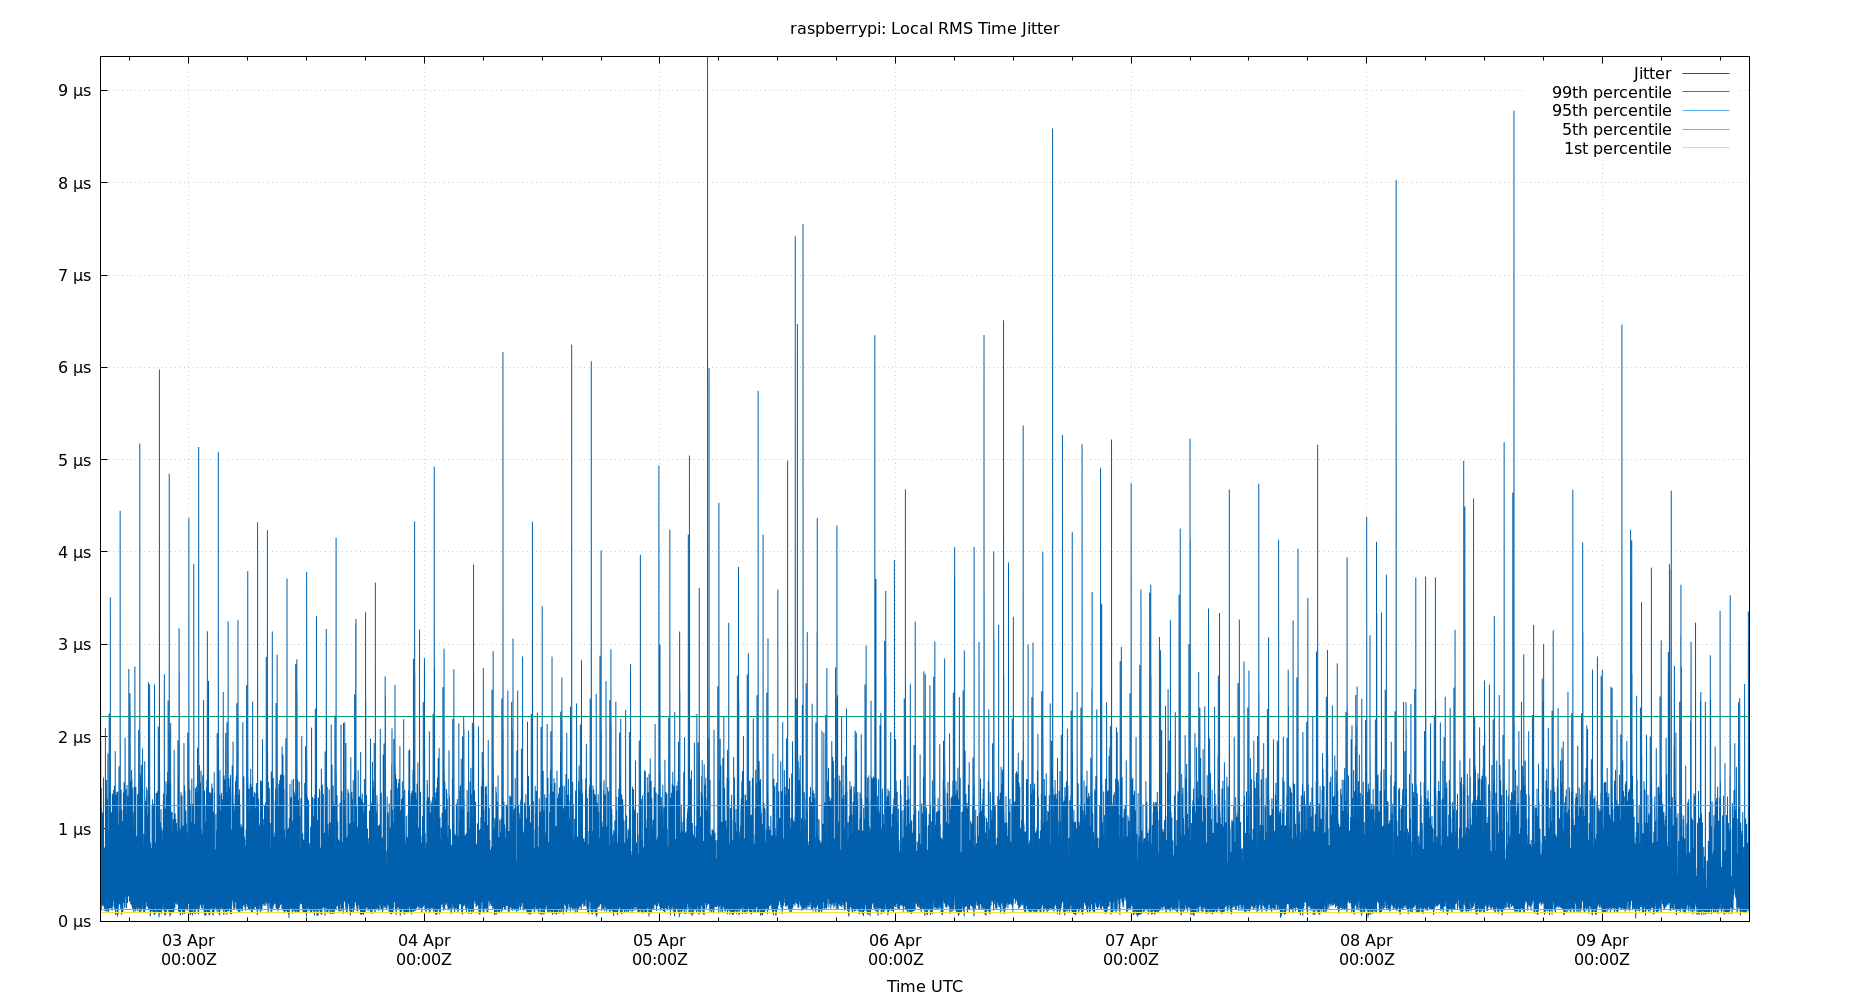 raspberrypi: Local RMS Time Jitter
Jitter
99th percentile
95th percentile
5th percentile
1st percentile
9 µs
8 µs
7 µs
6 µs
5 µs
4 µs
3 µs
2 µs
1 µs
0 µs
03 Apr 04 Apr 05 Apr 06 Apr 07 Apr 08 Apr 09 Apr
00:00Z 00:00Z 00:00Z 00:00Z 00:00Z 00:00Z 00:00Z
Time UTC